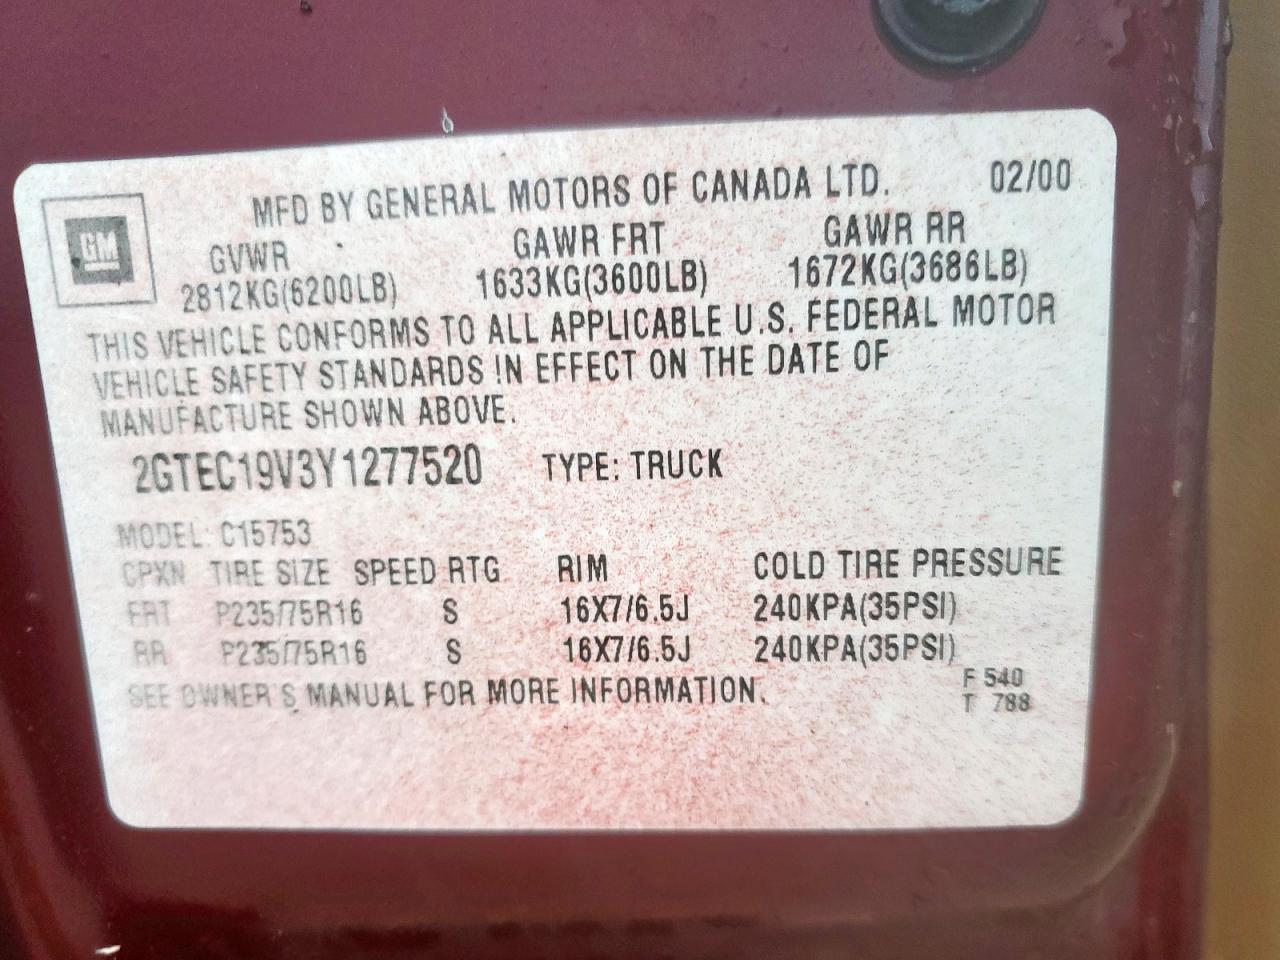 MFD BY GENERAL MOTORS OF CANADA LTD. 02/00
GM
GVWR GAWR FRT GAWR RR
2812KG(6200LB) 1633KG(3600LB) 1672KG(3686LB)
THIS VEHICLE CONFORMS TO ALL APPLICABLE U.S. FEDERAL MOTOR
VEHICLE SAFETY STANDARDS IN EFFECT ON THE DATE OF
MANUFACTURE SHOWN ABOVE.
2GTEC19V3Y1277520 TYPE: TRUCK
MODEL: C15753
CPXN TIRE SIZE SPEED RTG RIM COLD TIRE PRESSURE
FRT P235/75R16 S 16X7/6.5J 240KPA(35PSI)
RR P235/75R16 S 16X7/6.5J 240KPA(35PSI)
SEE OWNER'S MANUAL FOR MORE INFORMATION.
F 540
T 788